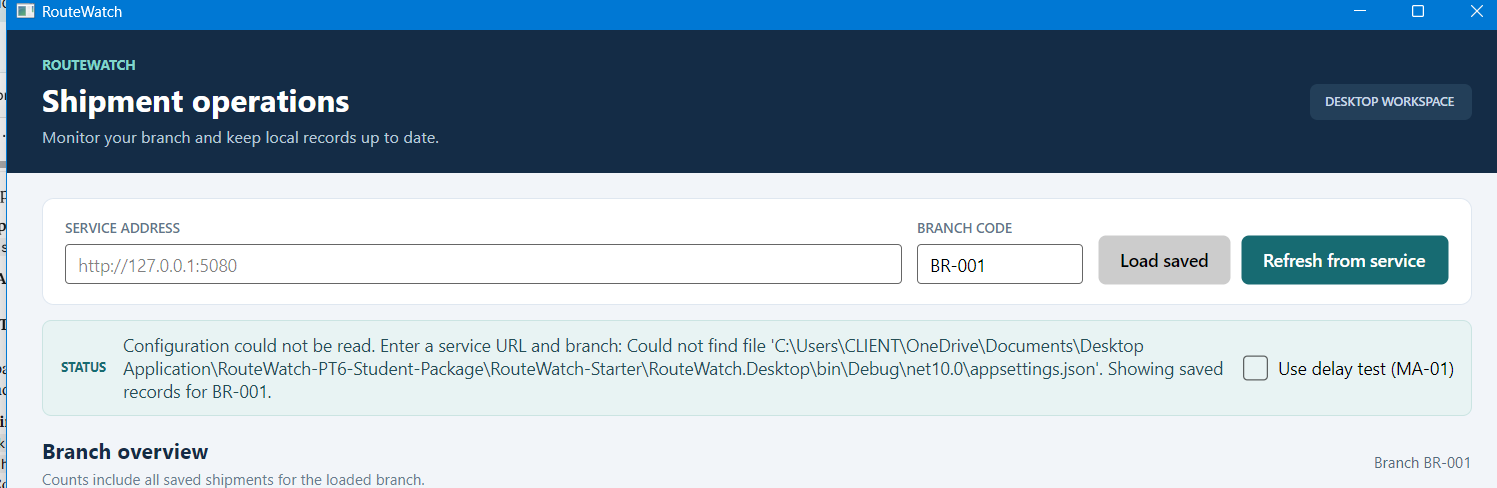 RouteWatch
ROUTEWATCH
Shipment operations
Monitor your branch and keep local records up to date.
DESKTOP WORKSPACE
SERVICE ADDRESS
http://127.0.0.1:5080
BRANCH CODE
BR-001
Load saved
Refresh from service
STATUS
Configuration could not be read. Enter a service URL and branch: Could not find file 'C:\Users\CLIENT\OneDrive\Documents\Desktop
Application\RouteWatch-PT6-Student-Package\RouteWatch-Starter\RouteWatch.Desktop\bin\Debug\net10.0\appsettings.json'. Showing saved
records for BR-001.
Use delay test (MA-01)
Branch overview
Counts include all saved shipments for the loaded branch.
Branch BR-001